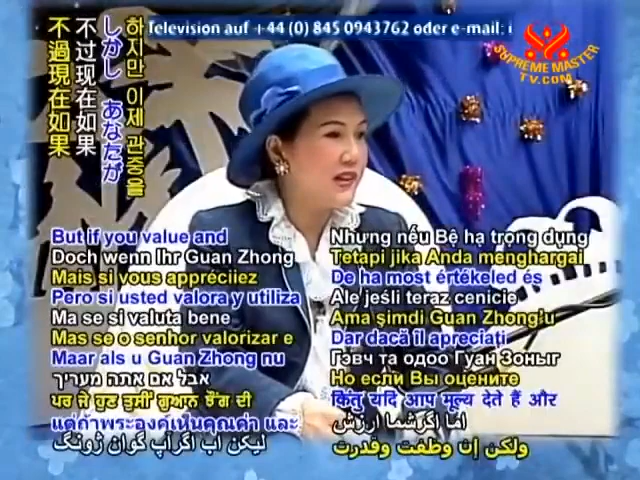 Television auf +44 (0) 845 0943762 oder e-mail: i
SUPREME MASTER
TV.COM
不過現在如果
不过现在如果
しかし あなたが
하지만 이제 관중을
But if you value and
Doch wenn Ihr Guan Zhong
Mais si vous appréciiez
Pero si usted valora y utiliza
Ma se si valuta bene
Mas se o senhor valorizar e
Maar als u Guan Zhong nu
אבל אם אתה מעריך
ਪਰ ਜੇ ਹੁਣ ਤੁਸੀਂ ਗੁਆਨ ਝੌਂਗ ਦੀ
แต่ถ้าพระองค์เห็นคุณค่า และ
لیکن اب اگرآپ گوان ژونگ
Nhưng nếu Bệ hạ trọng dụng
Tetapi jika Anda menghargai
De ha most értékeled és
Ale jeśli teraz cenicie
Ama şimdi Guan Zhong'u
Dar dacă îl apreciaţi
Гэвч та одоо Гуан Зоныг
Но если Вы оцените
किंतु यदि आप मूल्य देते हैं और
اما اگرشما ارزش
ولكن إن وظفت وقدرت